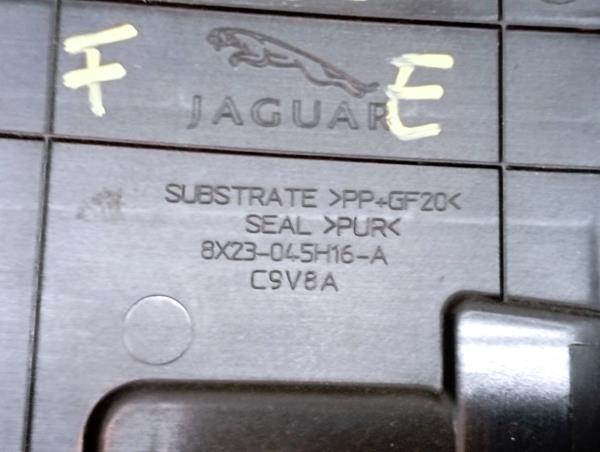 F E
JAGUAR
SUBSTRATE >PP+GF20<
SEAL >PUR<
8X23-045H16-A
C9V8A